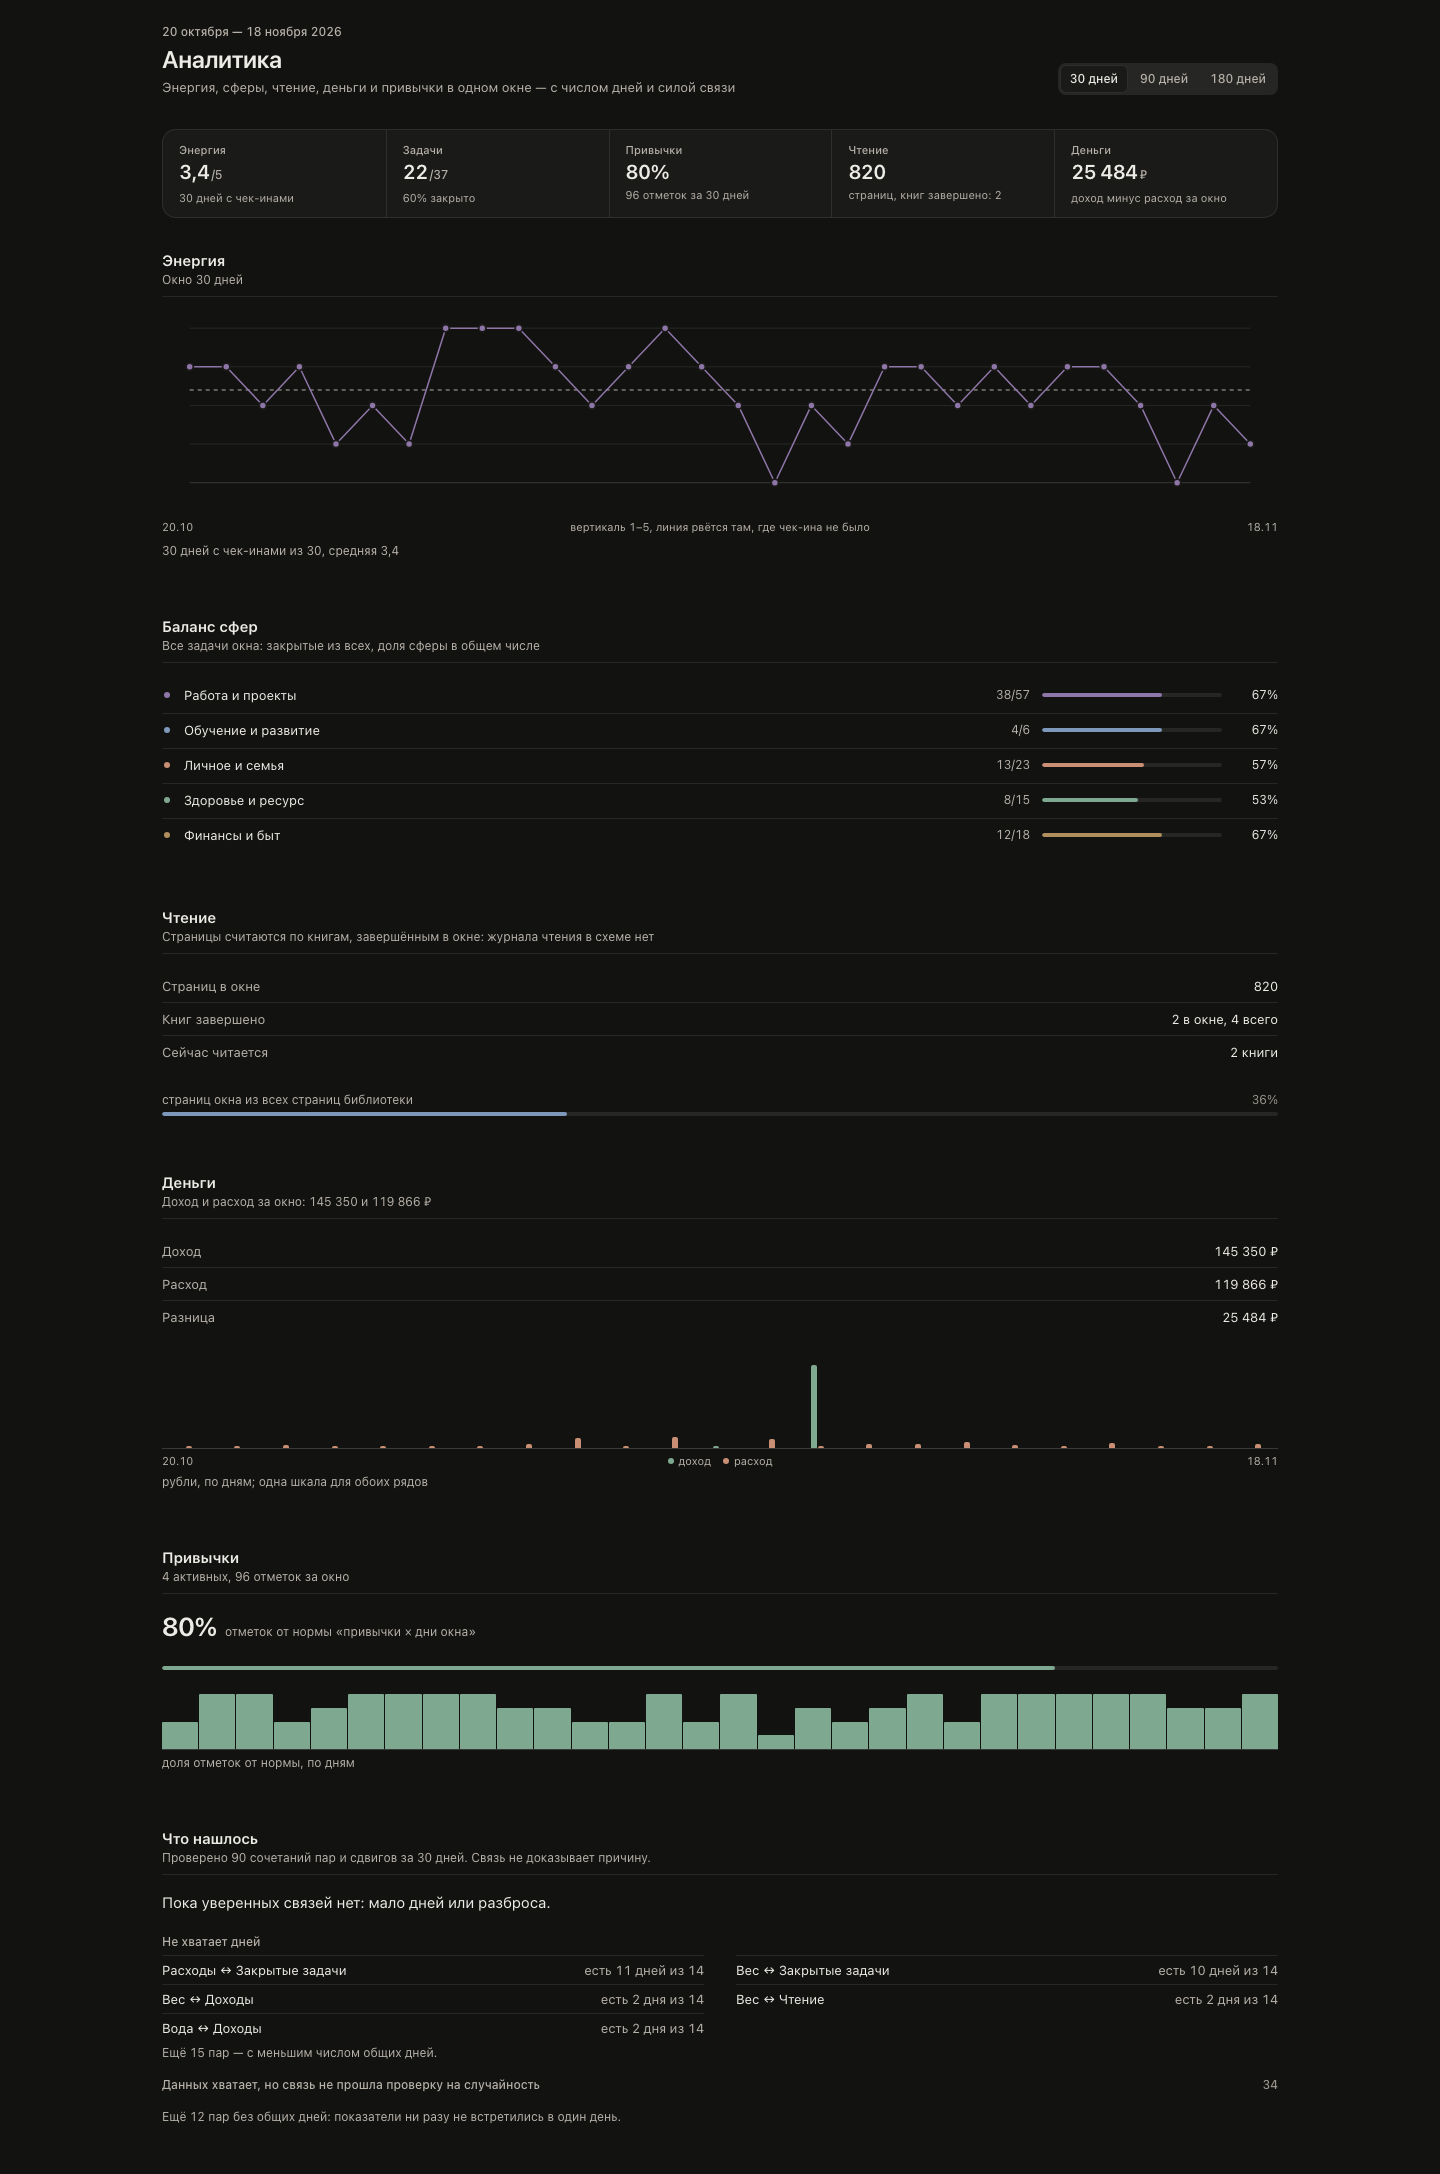 20 октября — 18 ноября 2026
Аналитика
Энергия, сферы, чтение, деньги и привычки в одном окне — с числом дней и силой связи
30 дней 90 дней 180 дней
Энергия
3,4/5
30 дней с чек-инами
Задачи
22/37
60% закрыто
Привычки
80%
96 отметок за 30 дней
Чтение
820
страниц, книг завершено: 2
Деньги
25 484 ₽
доход минус расход за окно
Энергия
Окно 30 дней
20.10 вертикаль 1–5, линия рвётся там, где чек-ина не было 18.11
30 дней с чек-инами из 30, средняя 3,4
Баланс сфер
Все задачи окна: закрытые из всех, доля сферы в общем числе
Работа и проекты 38/57 67%
Обучение и развитие 4/6 67%
Личное и семья 13/23 57%
Здоровье и ресурс 8/15 53%
Финансы и быт 12/18 67%
Чтение
Страницы считаются по книгам, завершённым в окне: журнала чтения в схеме нет
Страниц в окне 820
Книг завершено 2 в окне, 4 всего
Сейчас читается 2 книги
страниц окна из всех страниц библиотеки 36%
Деньги
Доход и расход за окно: 145 350 и 119 866 ₽
Доход 145 350 ₽
Расход 119 866 ₽
Разница 25 484 ₽
20.10 доход расход 18.11
рубли, по дням; одна шкала для обоих рядов
Привычки
4 активных, 96 отметок за окно
80% отметок от нормы «привычки × дни окна»
доля отметок от нормы, по дням
Что нашлось
Проверено 90 сочетаний пар и сдвигов за 30 дней. Связь не доказывает причину.
Пока уверенных связей нет: мало дней или разброса.
Не хватает дней
Расходы ↔ Закрытые задачи есть 11 дней из 14
Вес ↔ Закрытые задачи есть 10 дней из 14
Вес ↔ Доходы есть 2 дня из 14
Вес ↔ Чтение есть 2 дня из 14
Вода ↔ Доходы есть 2 дня из 14
Ещё 15 пар — с меньшим числом общих дней.
Данных хватает, но связь не прошла проверку на случайность 34
Ещё 12 пар без общих дней: показатели ни разу не встретились в один день.